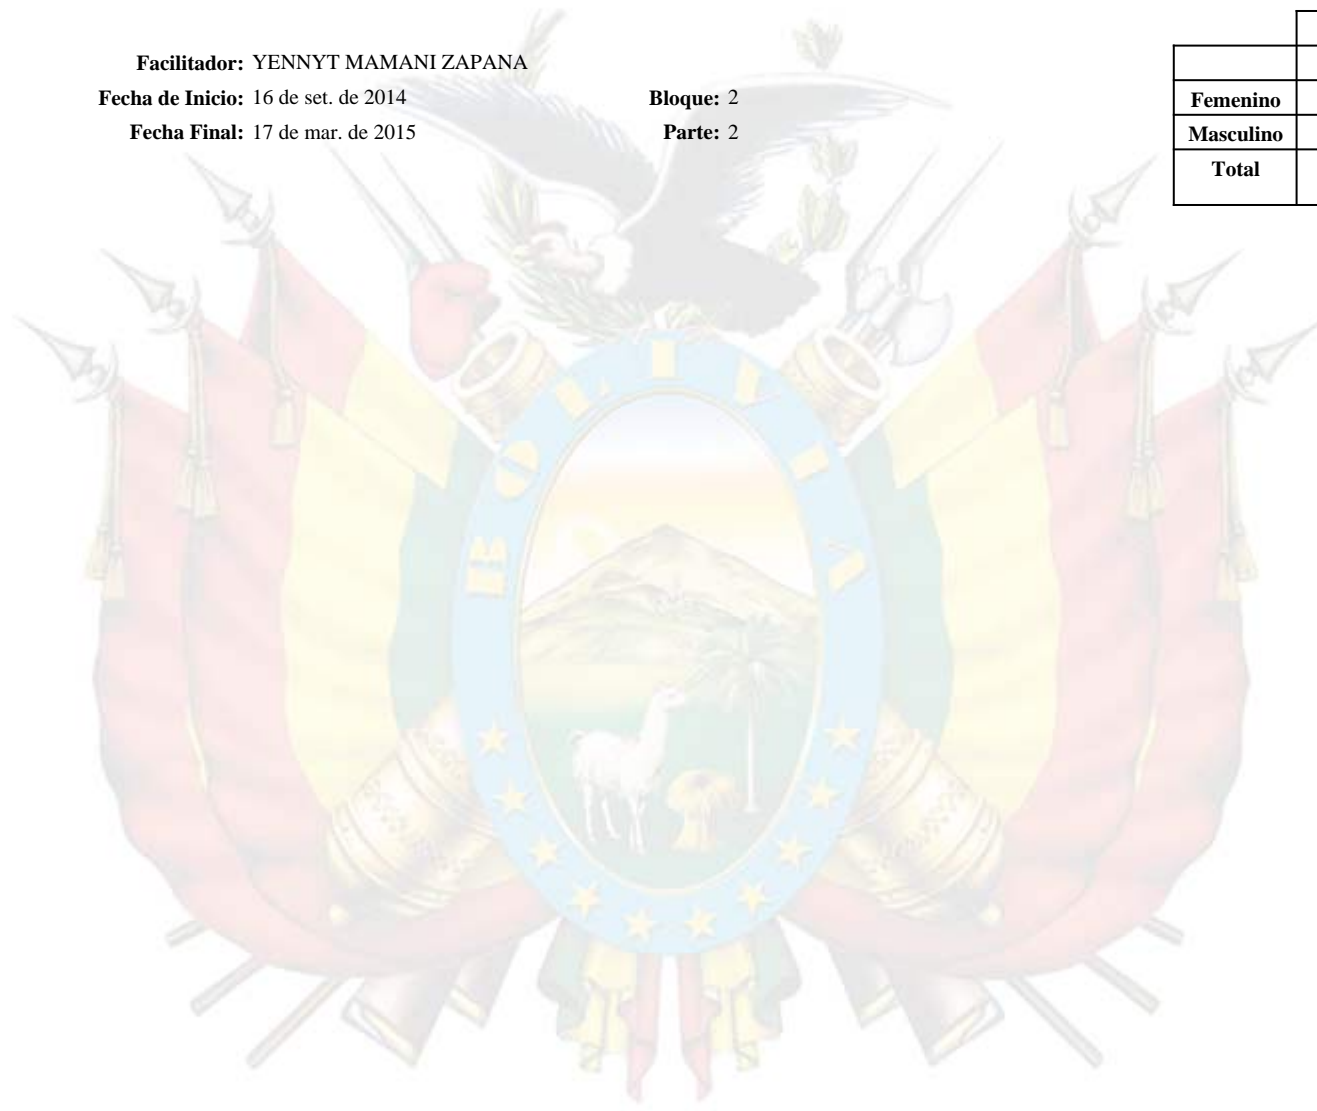 Facilitador: YENNYT MAMANI ZAPANA
Fecha de Inicio: 16 de set. de 2014 Bloque: 2
Fecha Final: 17 de mar. de 2015 Parte: 2
Femenino
Masculino
Total
BOLIVIA